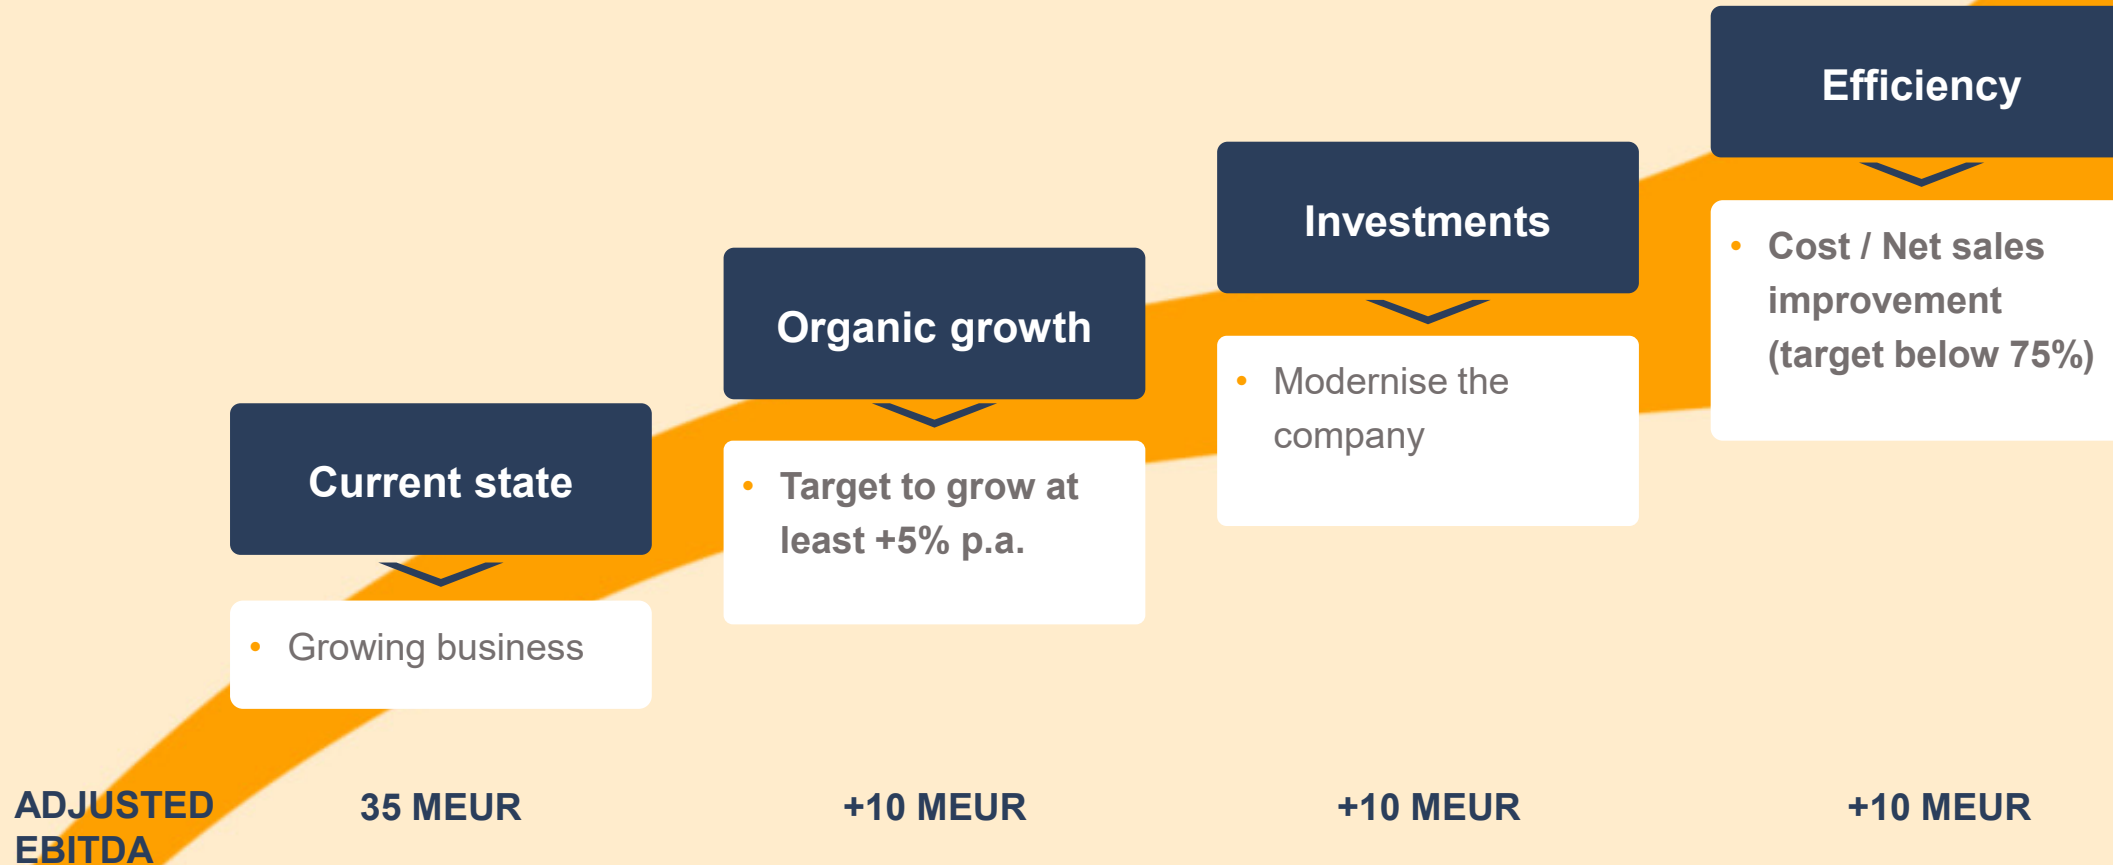 Current state
• Growing business
Organic growth
• Target to grow at
least +5% p.a.
Investments
• Modernise the
company
Efficiency
• Cost / Net sales
improvement
(target below 75%)
ADJUSTED
EBITDA
35 MEUR
+10 MEUR
+10 MEUR
+10 MEUR